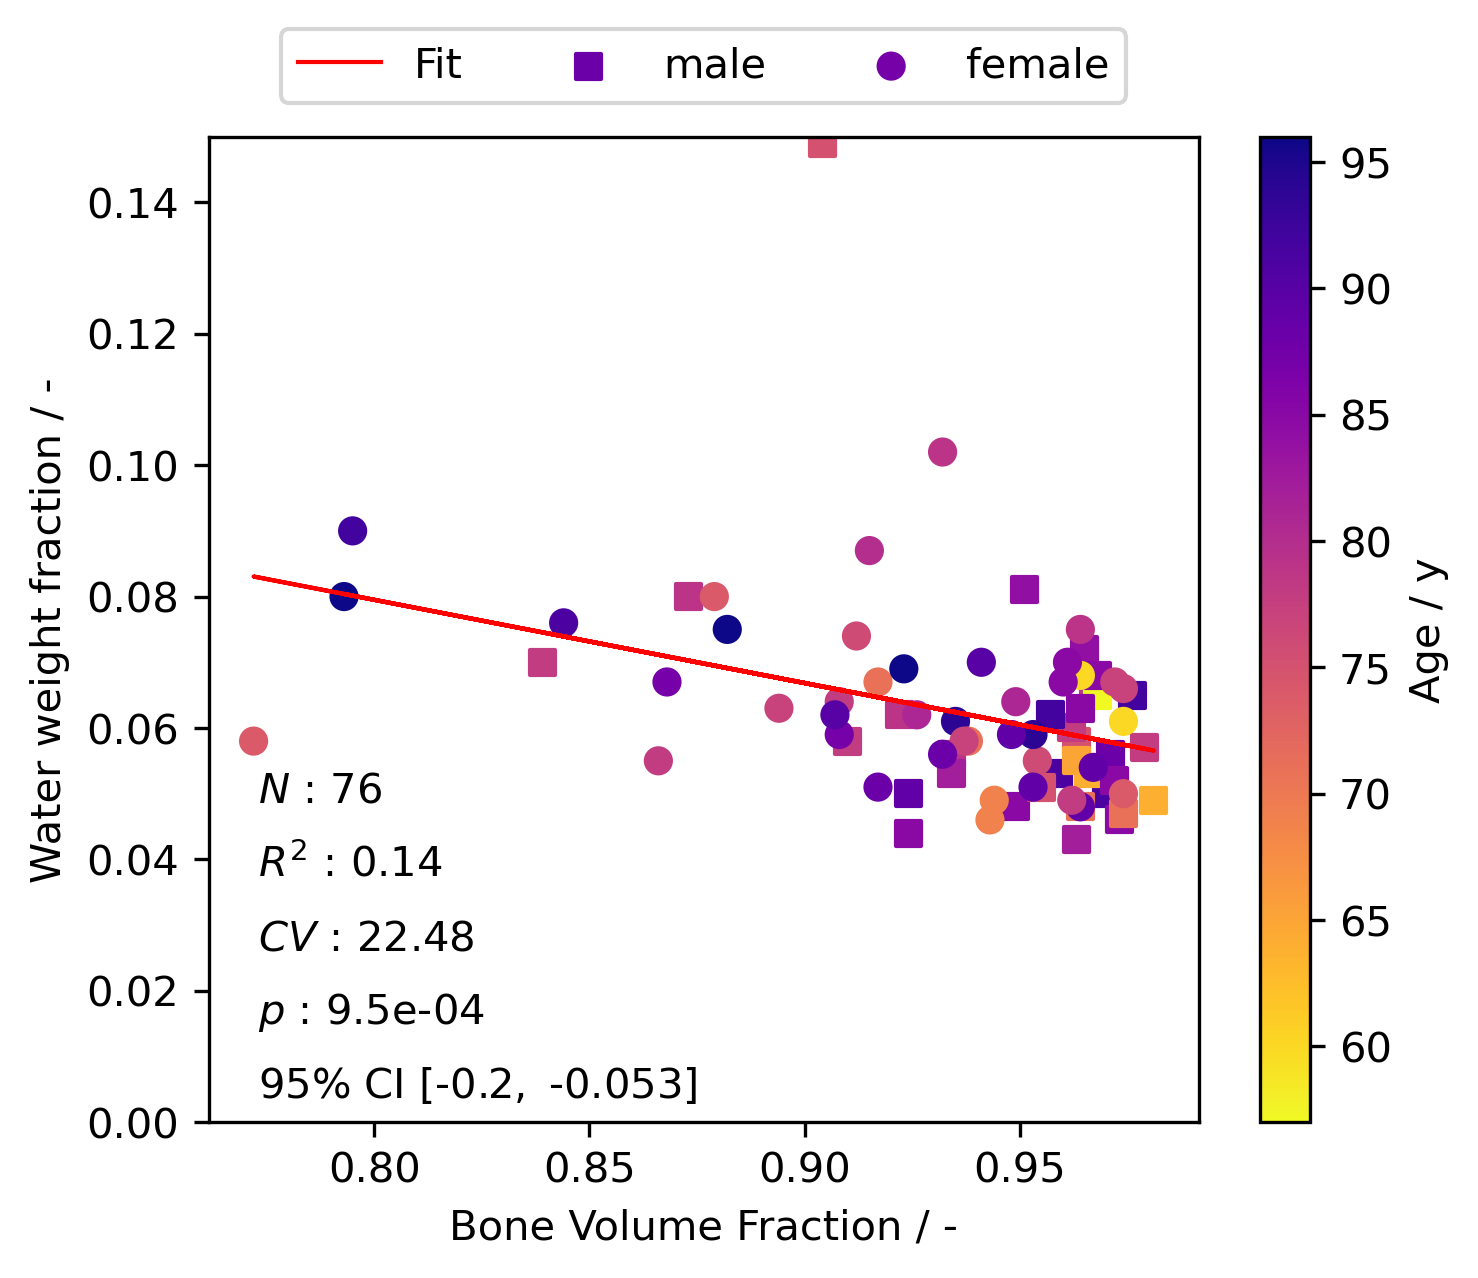 Fit male female
0.14
0.12
0.10
0.08
0.06
0.04
0.02
0.00
Water weight fraction / -
N : 76
R² : 0.14
CV : 22.48
p : 9.5e-04
95% CI [-0.2, -0.053]
0.80 0.85 0.90 0.95
Bone Volume Fraction / -
95
90
85
80
75
70
65
60
Age / y